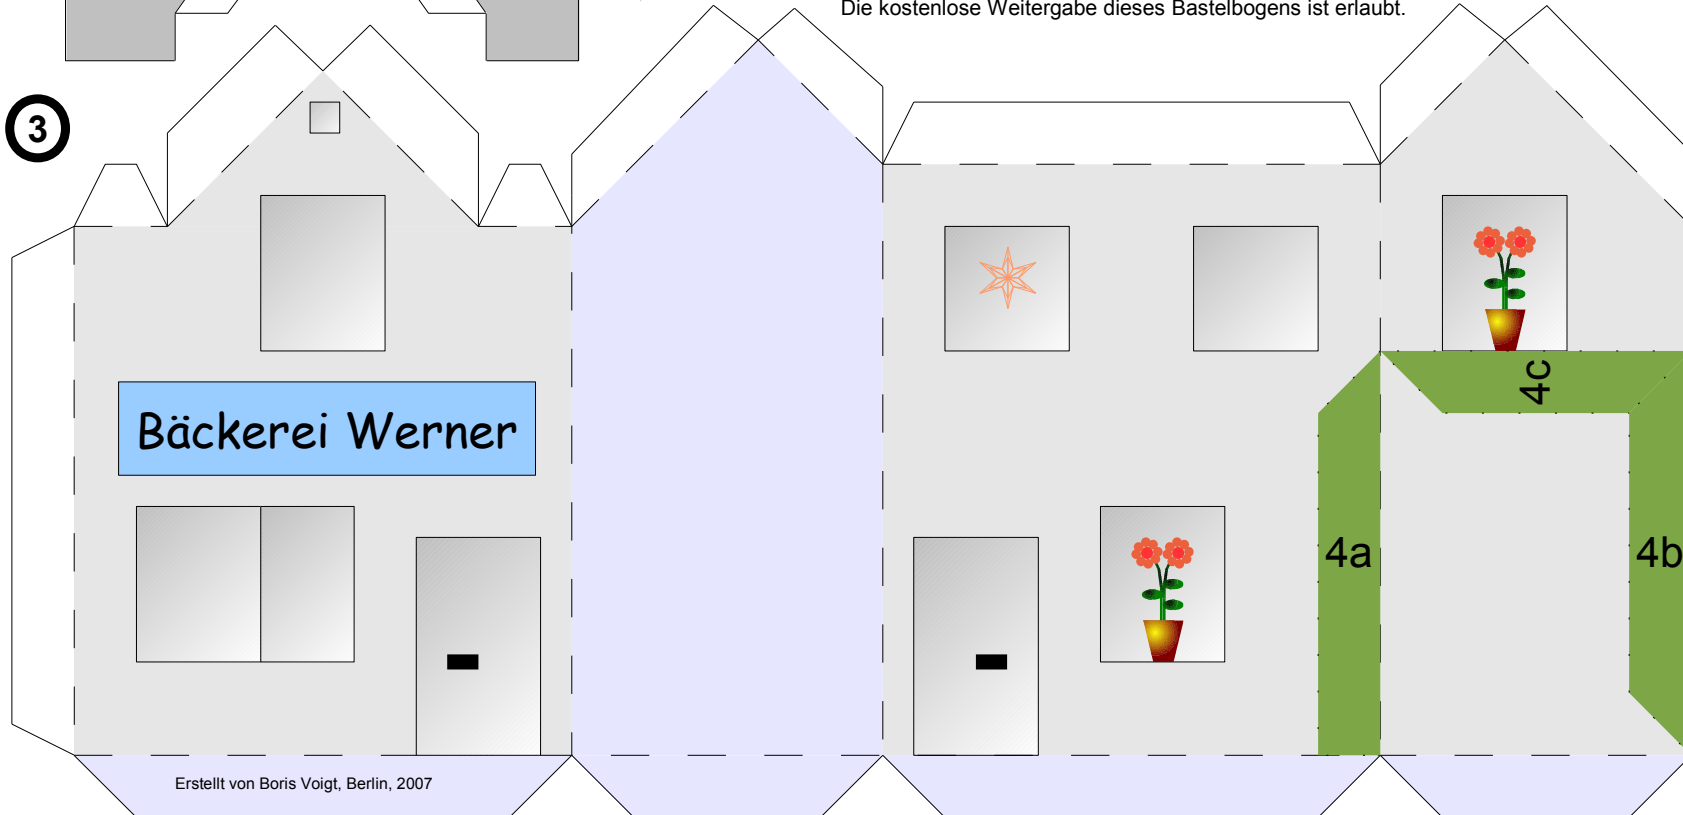 Die kostenlose Weitergabe dieses Bastelbogens ist erlaubt.
3
Bäckerei Werner
4c
4a
4b
Erstellt von Boris Voigt, Berlin, 2007